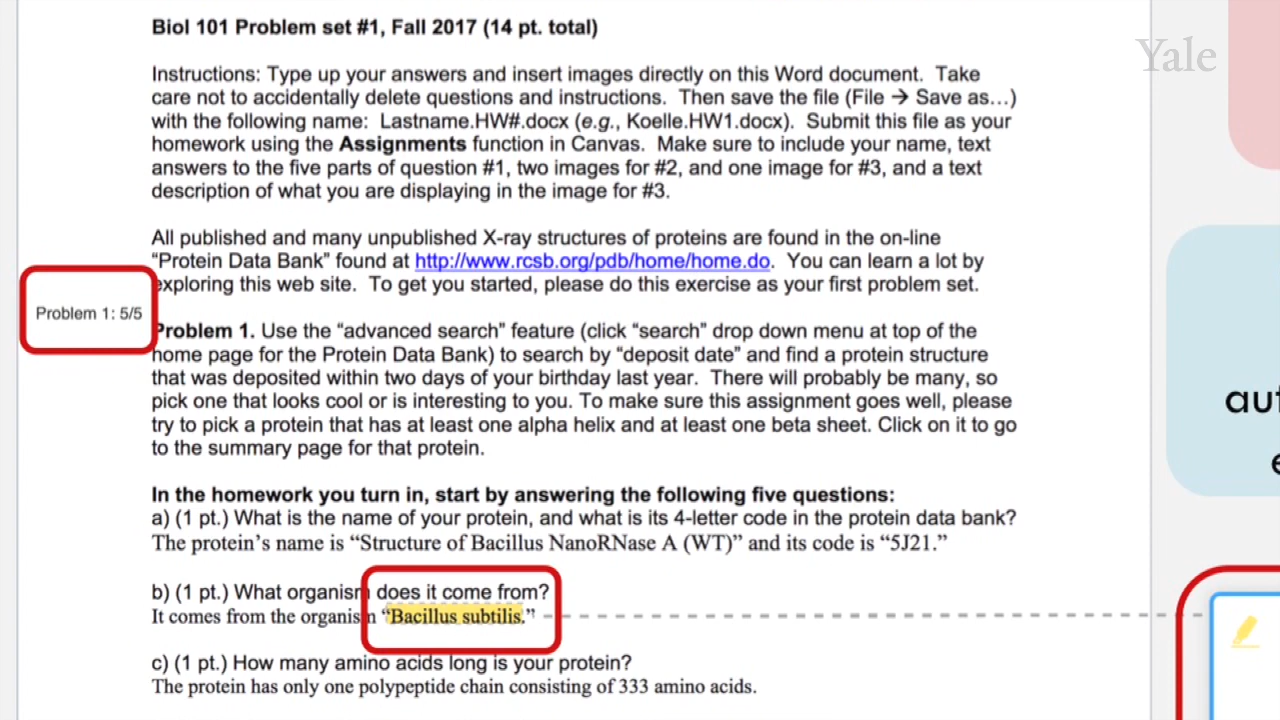 Biol 101 Problem set #1, Fall 2017 (14 pt. total)
Yale
Instructions: Type up your answers and insert images directly on this Word document. Take
care not to accidentally delete questions and instructions. Then save the file (File → Save as…)
with the following name: Lastname.HW#.docx (e.g., Koelle.HW1.docx). Submit this file as your
homework using the Assignments function in Canvas. Make sure to include your name, text
answers to the five parts of question #1, two images for #2, and one image for #3, and a text
description of what you are displaying in the image for #3.
All published and many unpublished X-ray structures of proteins are found in the on-line
“Protein Data Bank” found at http://www.rcsb.org/pdb/home/home.do. You can learn a lot by
exploring this web site. To get you started, please do this exercise as your first problem set.
Problem 1: 5/5
Problem 1. Use the “advanced search” feature (click “search” drop down menu at top of the
home page for the Protein Data Bank) to search by “deposit date” and find a protein structure
that was deposited within two days of your birthday last year. There will probably be many, so
pick one that looks cool or is interesting to you. To make sure this assignment goes well, please
try to pick a protein that has at least one alpha helix and at least one beta sheet. Click on it to go
to the summary page for that protein.
In the homework you turn in, start by answering the following five questions:
a) (1 pt.) What is the name of your protein, and what is its 4-letter code in the protein data bank?
The protein’s name is “Structure of Bacillus NanoRNase A (WT)” and its code is “5J21.”
b) (1 pt.) What organism does it come from?
It comes from the organism “Bacillus subtilis.”
c) (1 pt.) How many amino acids long is your protein?
The protein has only one polypeptide chain consisting of 333 amino acids.